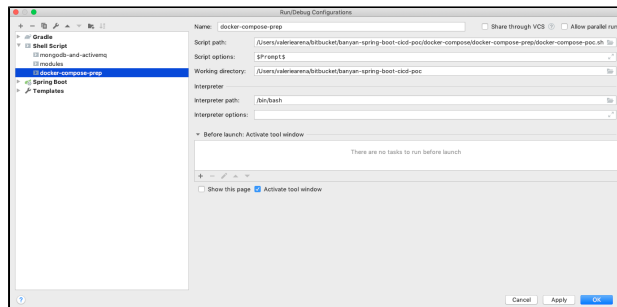 Run/Debug Configurations
Name: docker-compose-prep
Share through VCS
Allow parallel run
Gradle
Shell Script
mongodb-and-activemq
modules
docker-compose-prep
Spring Boot
Templates
Script path: /Users/valeriearena/bitbucket/banyan-spring-boot-cicd-poc/docker-compose/docker-compose-prep/docker-compose-poc.sh
Script options: $Prompt$
Working directory: /Users/valeriearena/bitbucket/banyan-spring-boot-cicd-poc
Interpreter
Interpreter path: /bin/bash
Interpreter options:
Before launch: Activate tool window
There are no tasks to run before launch
Show this page Activate tool window
? Cancel Apply OK